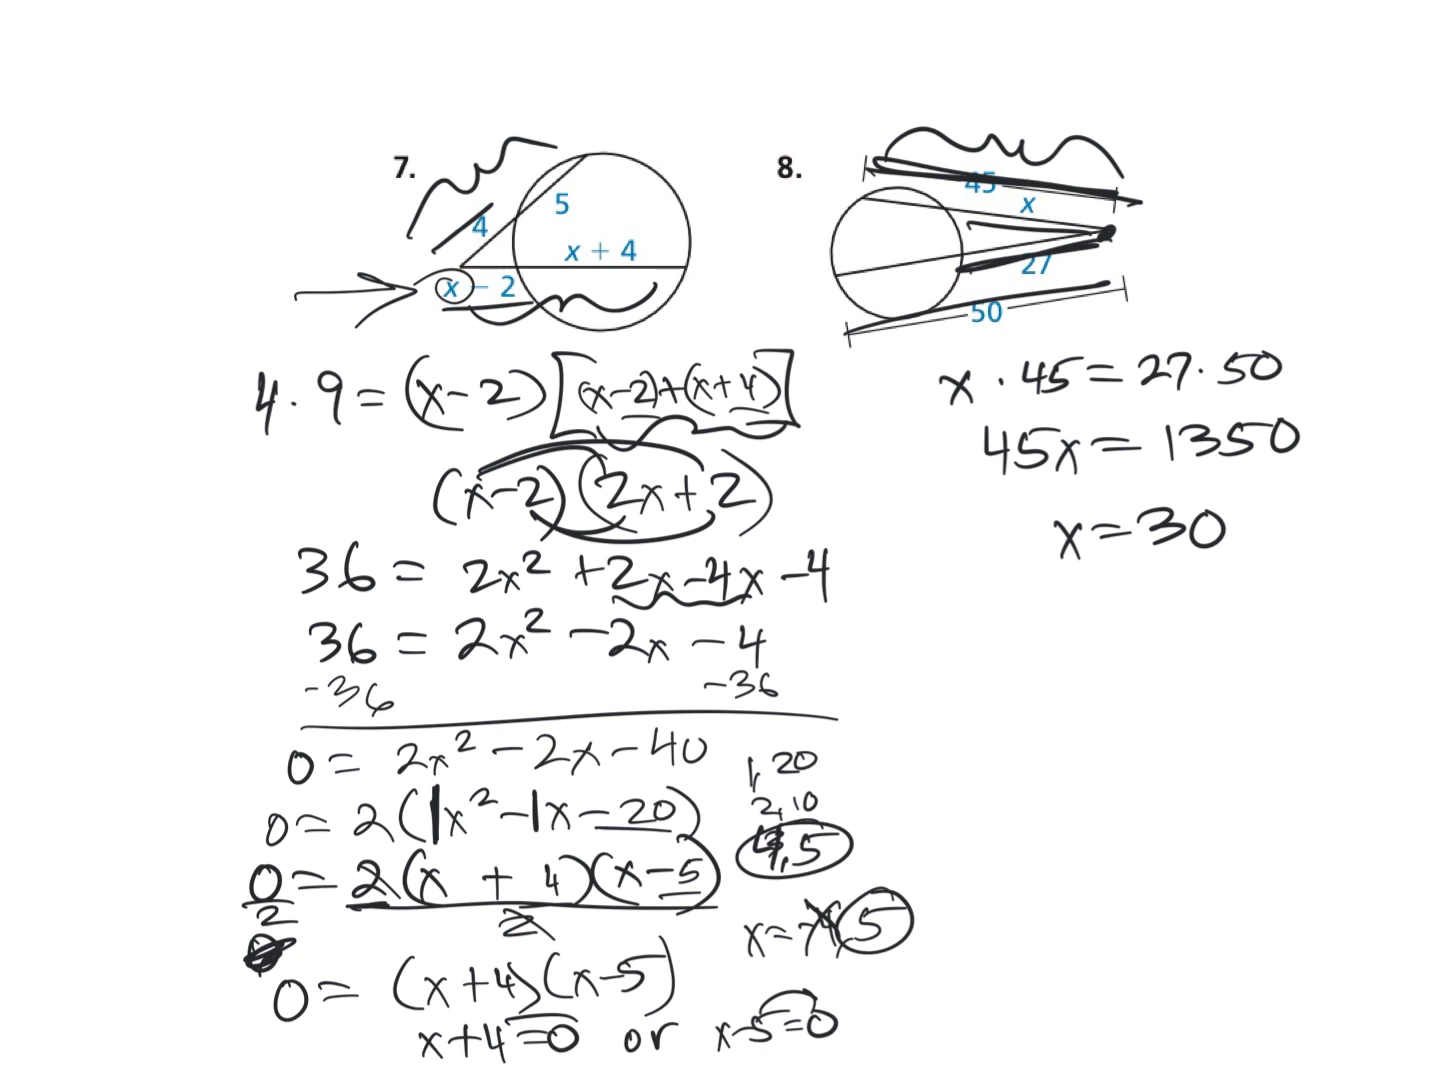 7.
4
5
x + 4
x – 2
4 · 9 = (x-2) [(x-2)+(x+4)]
(x-2)(2x+2)
36 = 2x² +2x-4x-4
36 = 2x² -2x -4
-36 -36
0 = 2x² - 2x - 40
0 = 2(1x²-1x-20)
1, 20
2, 10
4, 5
0 = 2(x + 4)(x-5)
2 2
x = -4, 5
0 = (x+4)(x-5)
x+4=0 or x-5=0
8.
45
x
27
50
x · 45 = 27 · 50
45x = 1350
x = 30